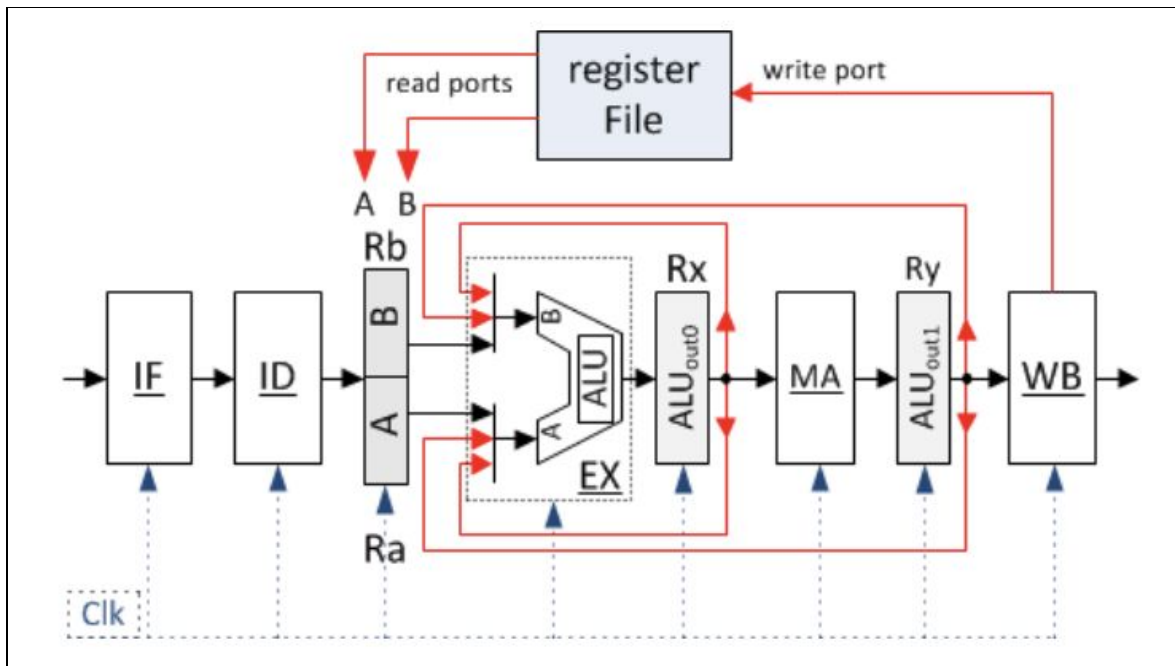 register
File
read ports
write port
A B
Rb
Rx
Ry
IF
ID
B
A
B
A
ALU
EX
ALUout0
MA
ALUout1
WB
Ra
Clk